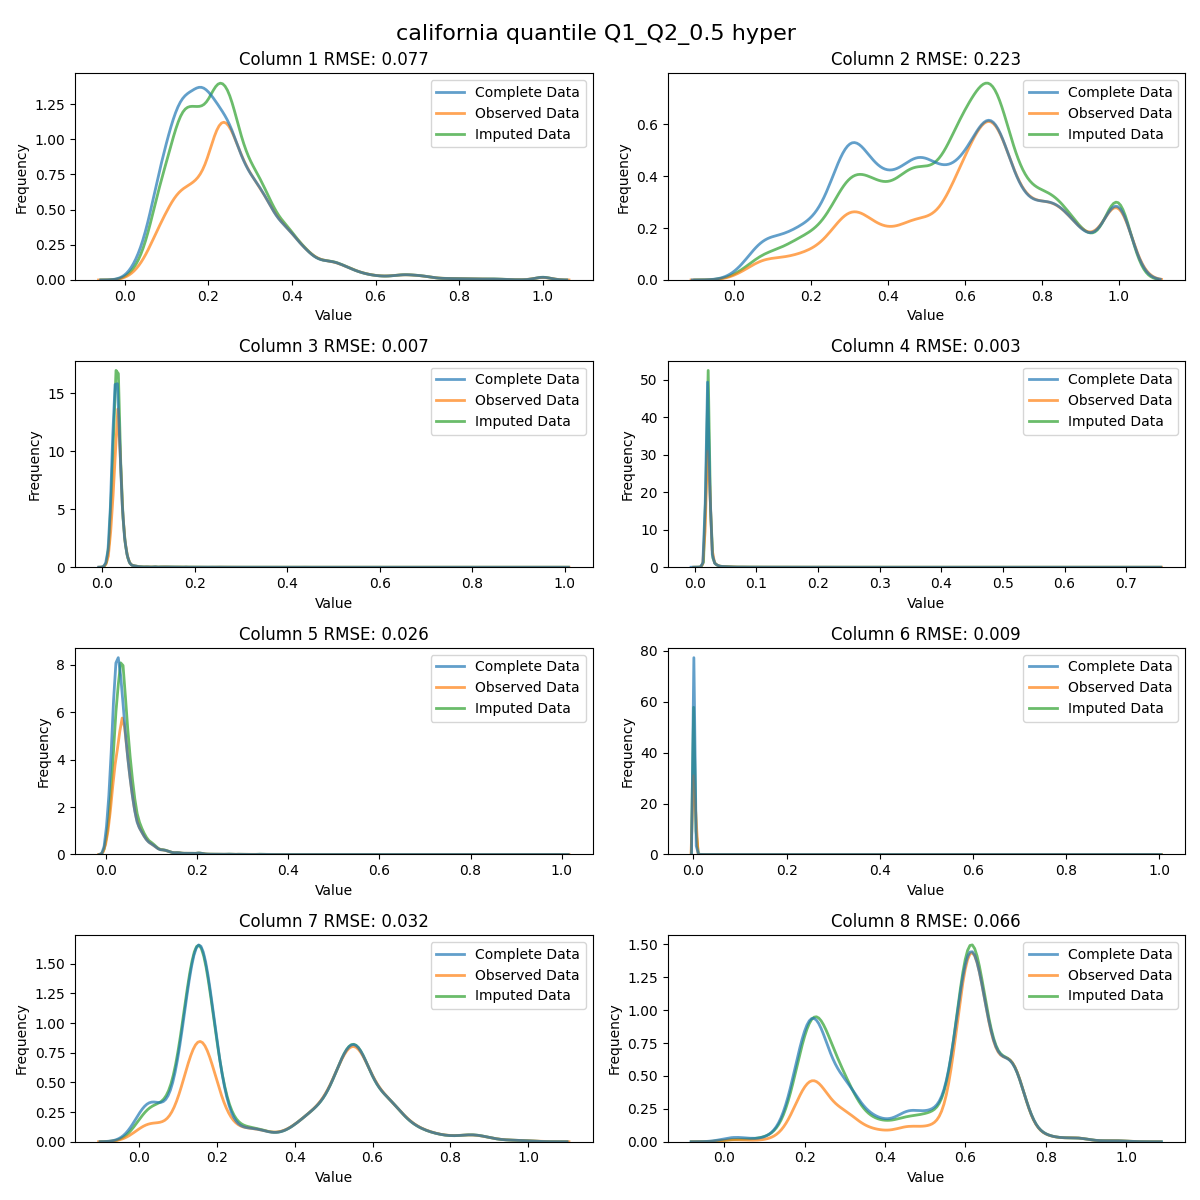 california quantile Q1_Q2_0.5 hyper
Column 1 RMSE: 0.077
Frequency
1.25
1.00
0.75
0.50
0.25
0.00
0.0 0.2 0.4 0.6 0.8 1.0
Value
Complete Data
Observed Data
Imputed Data
Column 2 RMSE: 0.223
Frequency
0.6
0.4
0.2
0.0
0.0 0.2 0.4 0.6 0.8 1.0
Value
Complete Data
Observed Data
Imputed Data
Column 3 RMSE: 0.007
Frequency
15
10
5
0
0.0 0.2 0.4 0.6 0.8 1.0
Value
Complete Data
Observed Data
Imputed Data
Column 4 RMSE: 0.003
Frequency
50
40
30
20
10
0
0.0 0.1 0.2 0.3 0.4 0.5 0.6 0.7
Value
Complete Data
Observed Data
Imputed Data
Column 5 RMSE: 0.026
Frequency
8
6
4
2
0
0.0 0.2 0.4 0.6 0.8 1.0
Value
Complete Data
Observed Data
Imputed Data
Column 6 RMSE: 0.009
Frequency
80
60
40
20
0
0.0 0.2 0.4 0.6 0.8 1.0
Value
Complete Data
Observed Data
Imputed Data
Column 7 RMSE: 0.032
Frequency
1.50
1.25
1.00
0.75
0.50
0.25
0.00
0.0 0.2 0.4 0.6 0.8 1.0
Value
Complete Data
Observed Data
Imputed Data
Column 8 RMSE: 0.066
Frequency
1.50
1.25
1.00
0.75
0.50
0.25
0.00
0.0 0.2 0.4 0.6 0.8 1.0
Value
Complete Data
Observed Data
Imputed Data